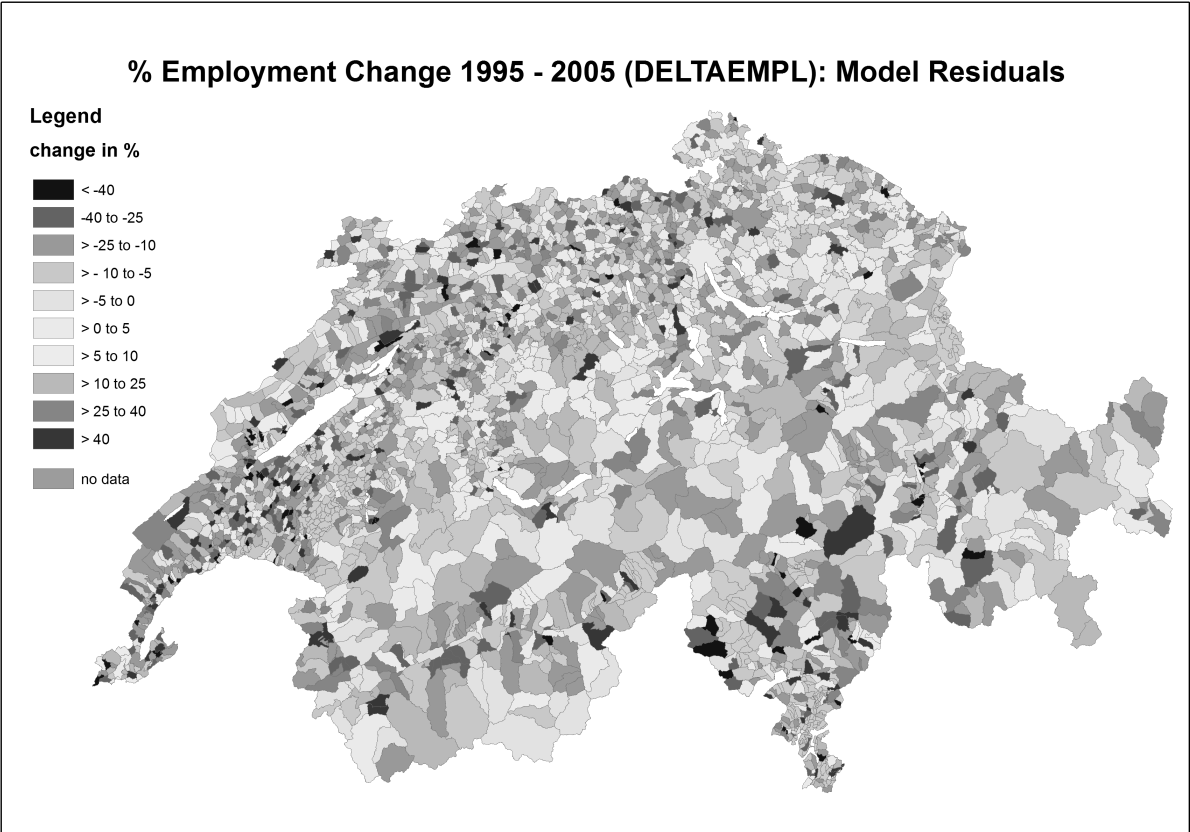 % Employment Change 1995 - 2005 (DELTAEMPL): Model Residuals
Legend
change in %
< -40
-40 to -25
> -25 to -10
> - 10 to -5
> -5 to 0
> 0 to 5
> 5 to 10
> 10 to 25
> 25 to 40
> 40
no data